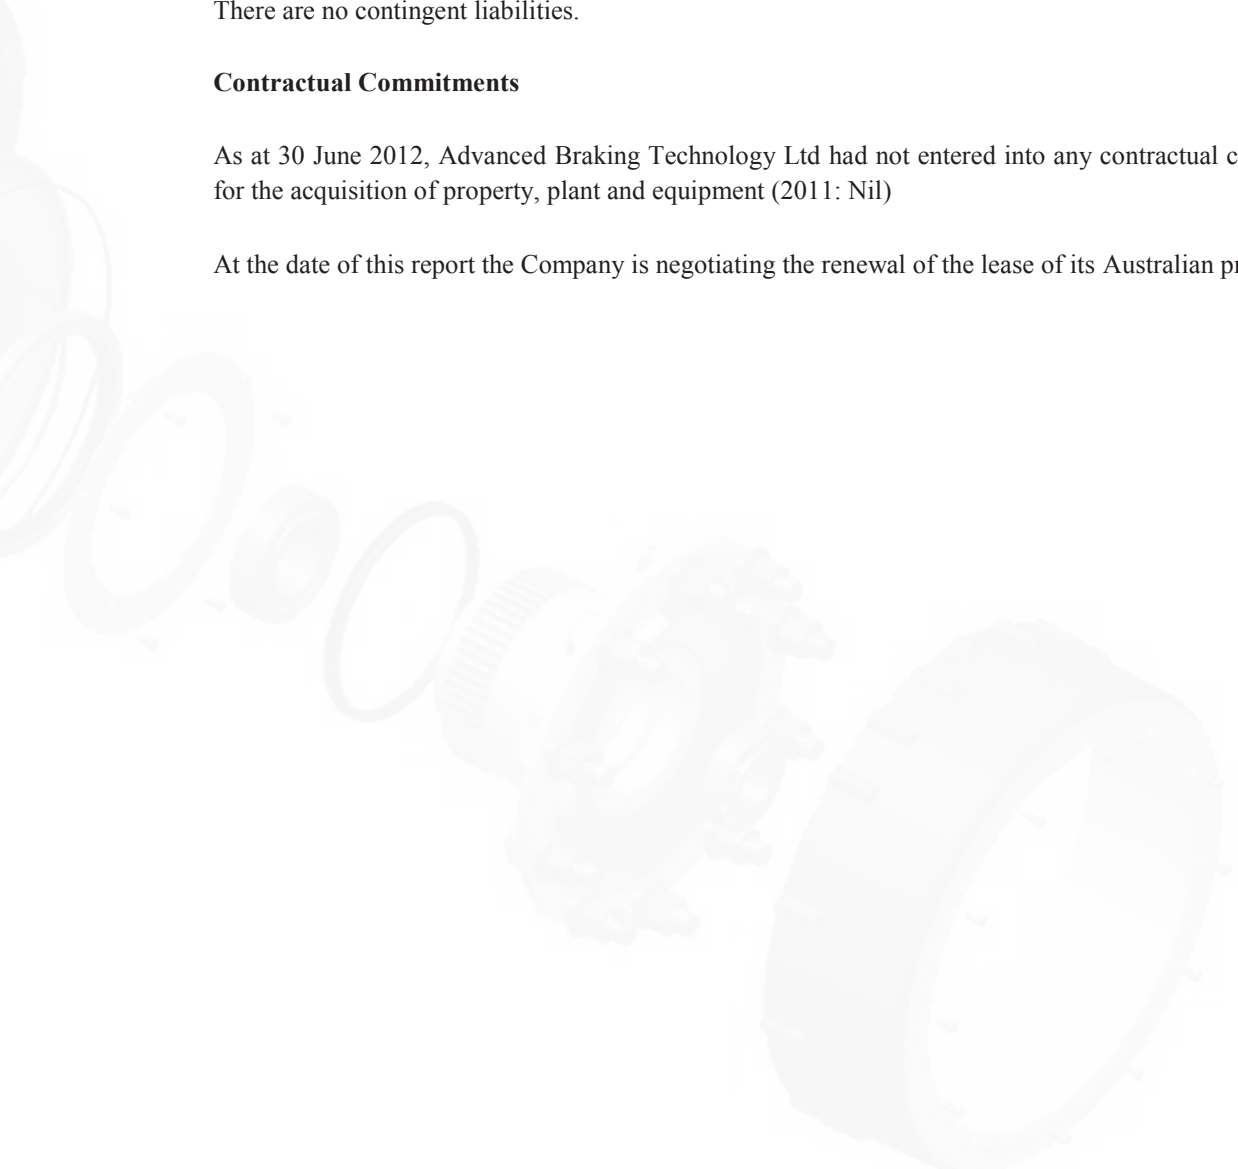 There are no contingent liabilities.
Contractual Commitments
As at 30 June 2012, Advanced Braking Technology Ltd had not entered into any contractual c
for the acquisition of property, plant and equipment (2011: Nil)
At the date of this report the Company is negotiating the renewal of the lease of its Australian pr